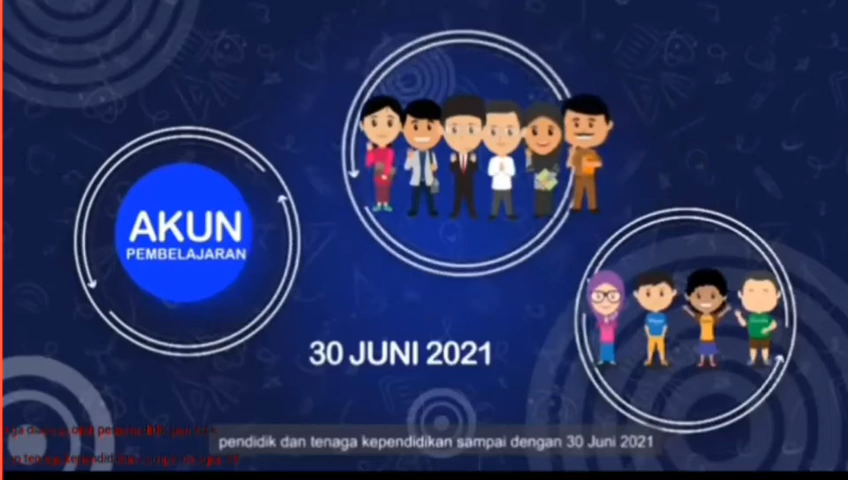 AKUN
PEMBELAJARAN
30 JUNI 2021
pendidik dan tenaga kependidikan sampai dengan 30 Juni 2021